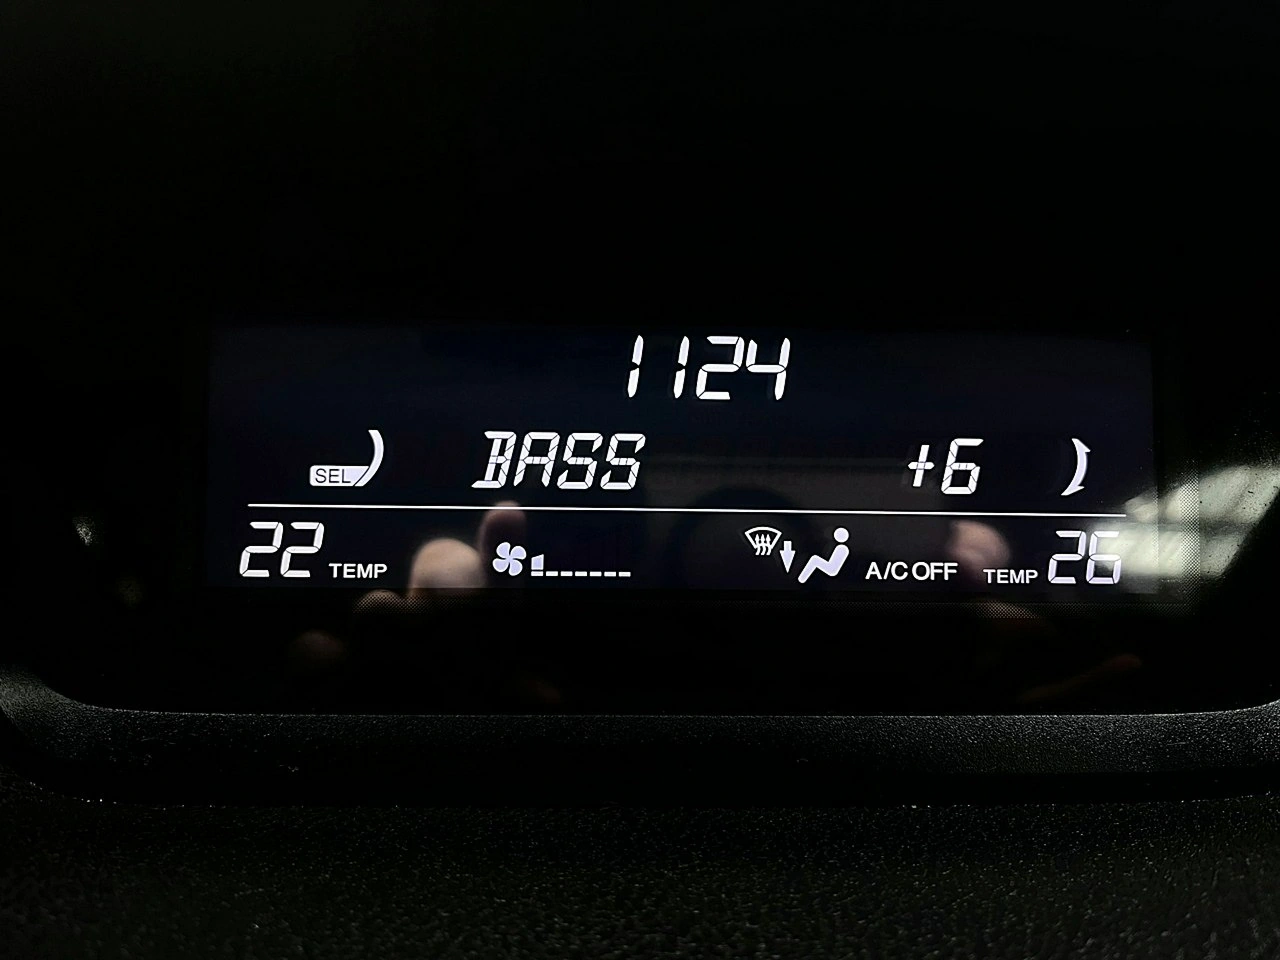 1124
SEL BASS +6
22 TEMP A/C OFF TEMP 26